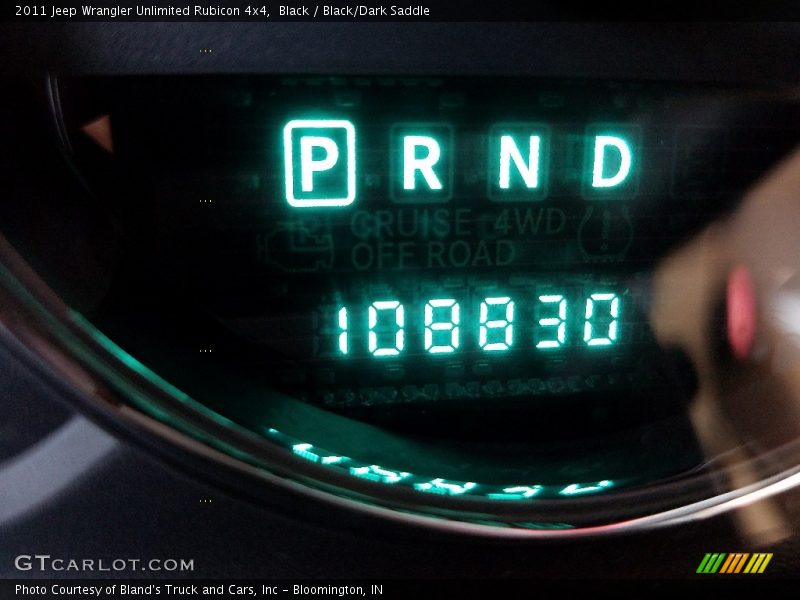 2011 Jeep Wrangler Unlimited Rubicon 4x4,  Black / Black/Dark Saddle
P R N D
CRUISE 4WD
OFF ROAD
108830
GTCARLOT.COM
Photo Courtesy of Bland's Truck and Cars, Inc – Bloomington, IN